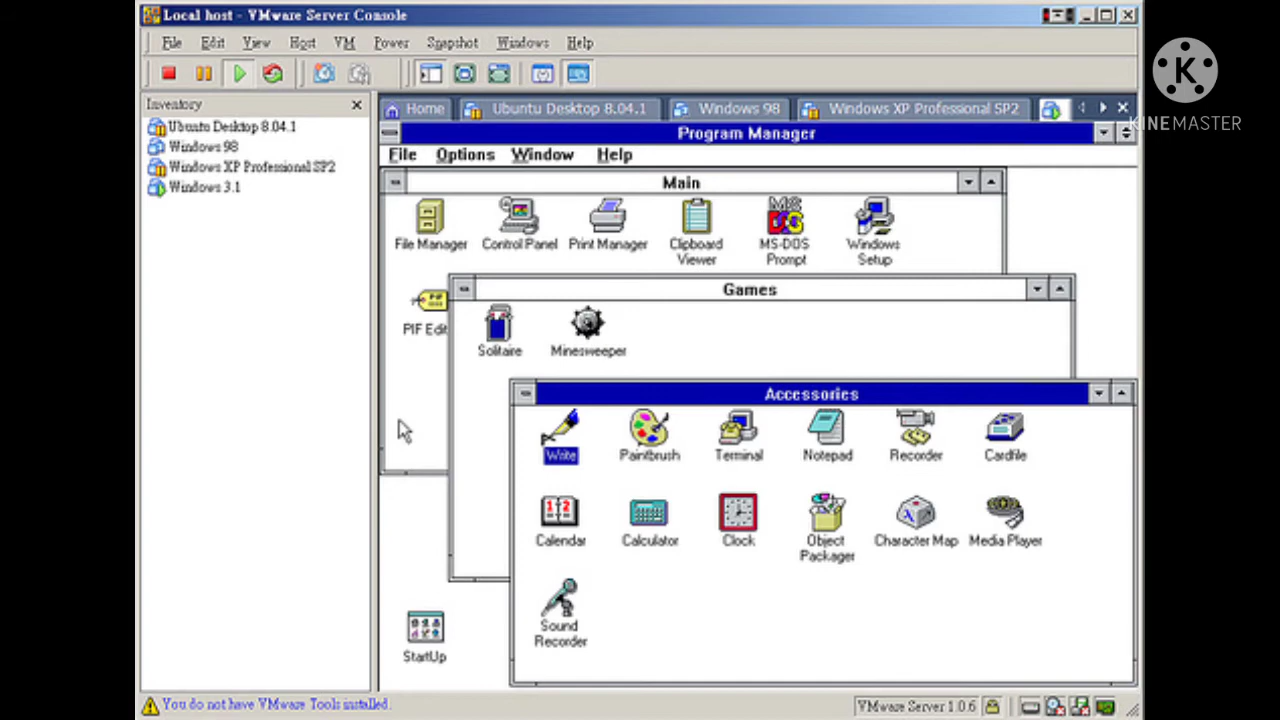 Local host - VMware Server Console
File Edit View Host VM Power Snapshot Windows Help
Inventory
Ubuntu Desktop 8.04.1
Windows 98
Windows XP Professional SP2
Windows 3.1
Home Ubuntu Desktop 8.04.1 Windows 98 Windows XP Professional SP2
K
KINEMASTER
Program Manager
File Options Window Help
Main
File Manager Control Panel Print Manager Clipboard Viewer MS-DOS Prompt Windows Setup
PIF Edit
Games
Solitaire Minesweeper
Accessories
Write Paintbrush Terminal Notepad Recorder Cardfile
Calendar Calculator Clock Object Packager Character Map Media Player
Sound Recorder
StartUp
You do not have VMware Tools installed.
VMware Server 1.0.6